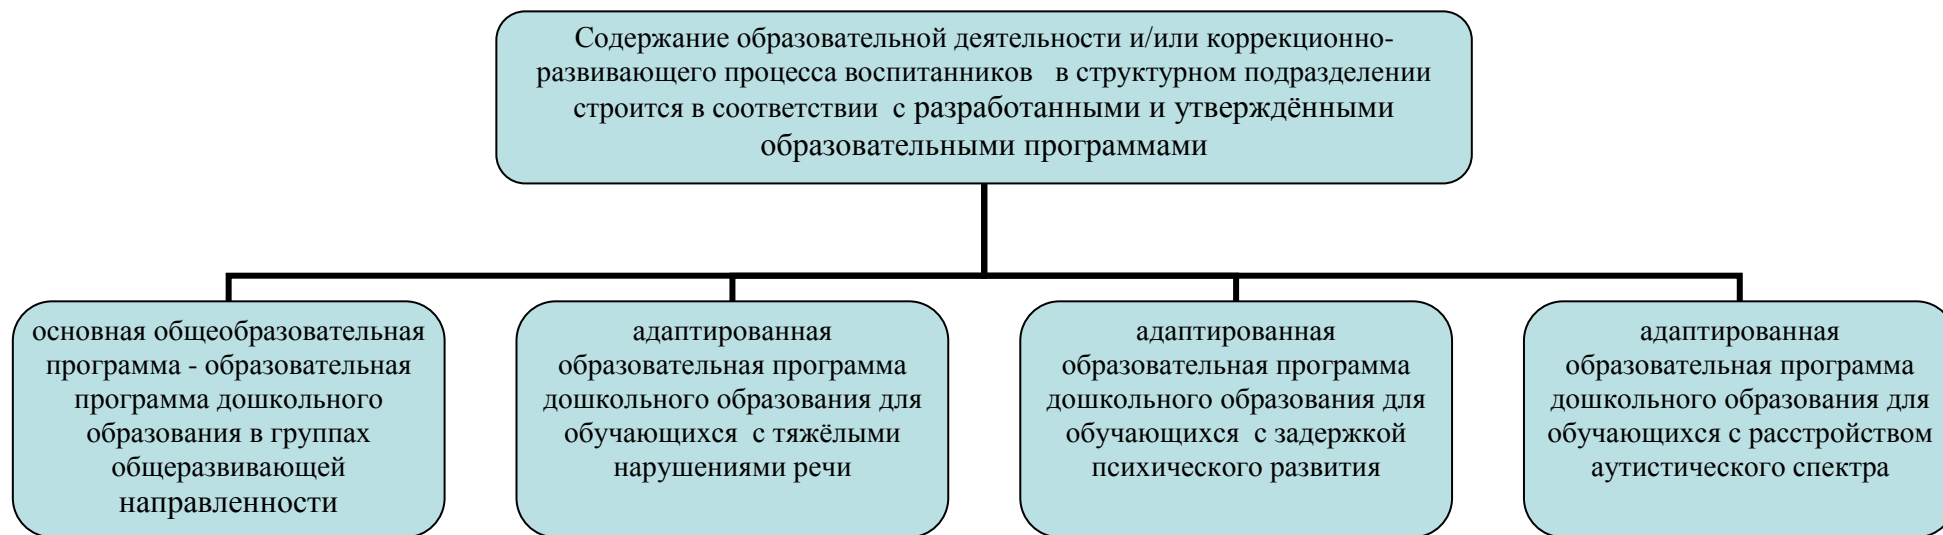 Содержание образовательной деятельности и/или коррекционно-
развивающего процесса воспитанников в структурном подразделении
строится в соответствии с разработанными и утверждёнными
образовательными программами
основная общеобразовательная
программа - образовательная
программа дошкольного
образования в группах
общеразвивающей
направленности
адаптированная
образовательная программа
дошкольного образования для
обучающихся с тяжёлыми
нарушениями речи
адаптированная
образовательная программа
дошкольного образования для
обучающихся с задержкой
психического развития
адаптированная
образовательная программа
дошкольного образования для
обучающихся с расстройством
аутистического спектра